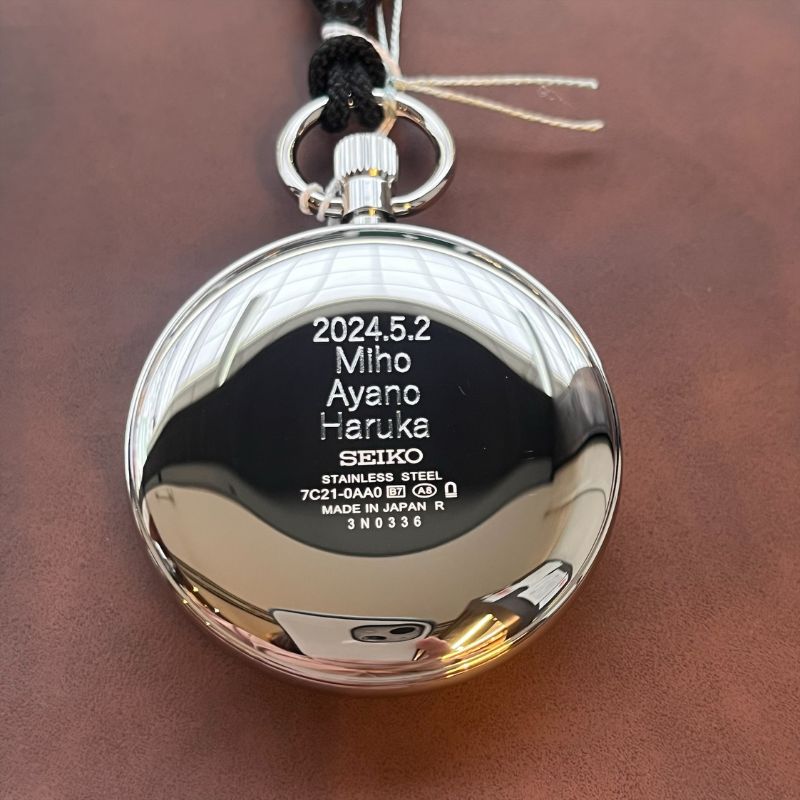 2024.5.2
Miho
Ayano
Haruka
SEIKO
STAINLESS STEEL
7C21-0AA0 B7 A8
MADE IN JAPAN R
3N0336